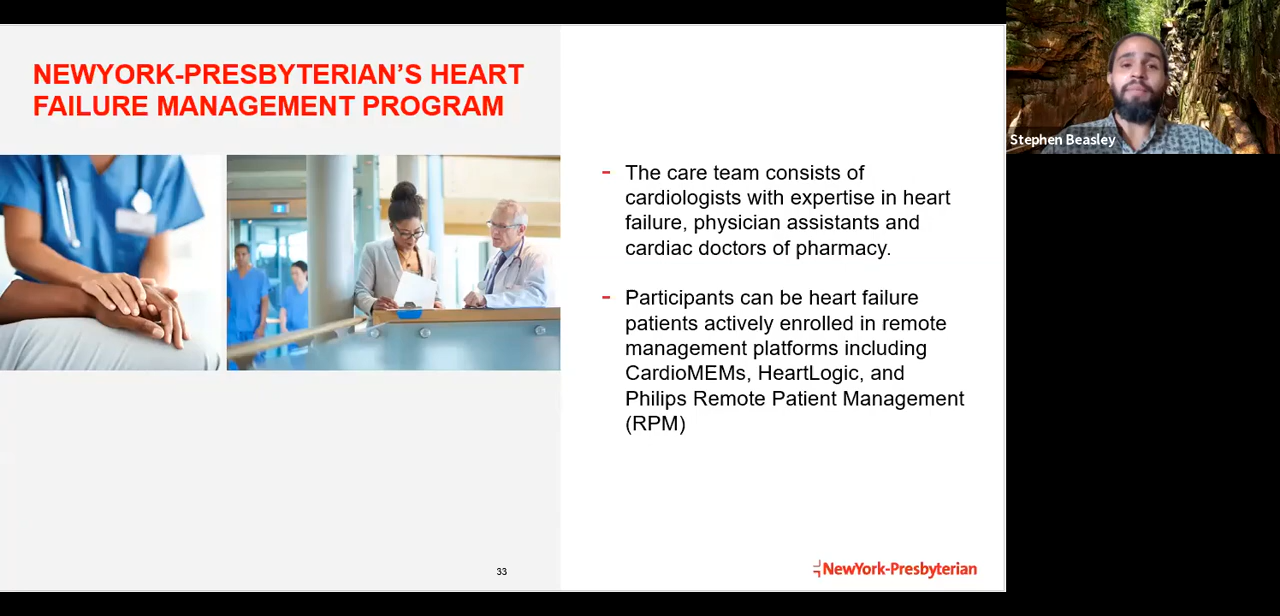 NEWYORK-PRESBYTERIAN’S HEART
FAILURE MANAGEMENT PROGRAM
- The care team consists of
cardiologists with expertise in heart
failure, physician assistants and
cardiac doctors of pharmacy.
- Participants can be heart failure
patients actively enrolled in remote
management platforms including
CardioMEMs, HeartLogic, and
Philips Remote Patient Management
(RPM)
33
NewYork-Presbyterian
Stephen Beasley